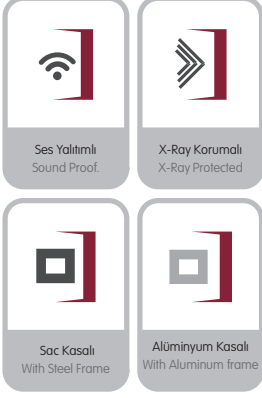 Ses Yalıtımlı
Sound Proof.
X-Ray Korumalı
X-Ray Protected
Sac Kasalı
With Steel Frame
Alüminyum Kasalı
With Aluminum frame